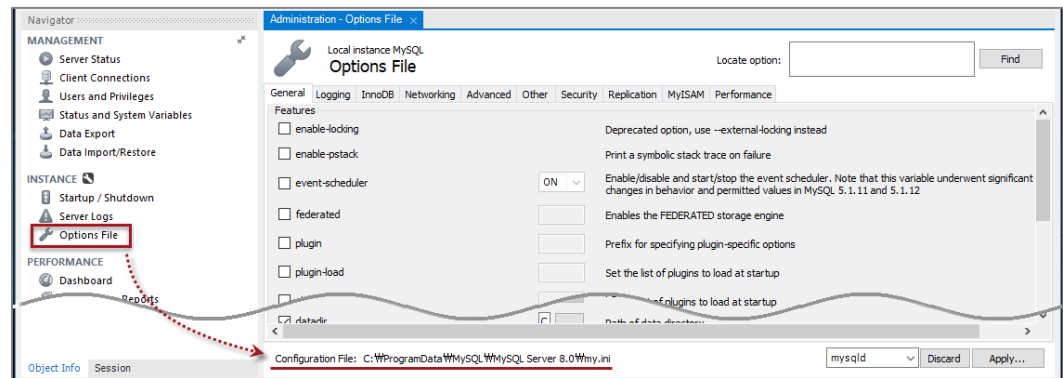 Navigator
MANAGEMENT
Server Status
Client Connections
Users and Privileges
Status and System Variables
Data Export
Data Import/Restore
INSTANCE
Startup / Shutdown
Server Logs
Options File
PERFORMANCE
Dashboard
Reports
Object Info Session
Administration - Options File ×
Local instance MySQL
Options File
Locate option:
Find
General Logging InnoDB Networking Advanced Other Security Replication MyISAM Performance
Features
enable-locking Deprecated option, use --external-locking instead
enable-pstack Print a symbolic stack trace on failure
event-scheduler ON Enable/disable and start/stop the event scheduler. Note that this variable underwent significant
changes in behavior and permitted values in MySQL 5.1.11 and 5.1.12
federated Enables the FEDERATED storage engine
plugin Prefix for specifying plugin-specific options
plugin-load Set the list of plugins to load at startup
of plugins to load at startup
datadir C Path of data directory
Configuration File: C:₩ProgramData₩MySQL₩MySQL Server 8.0₩my.ini
mysqld Discard Apply...